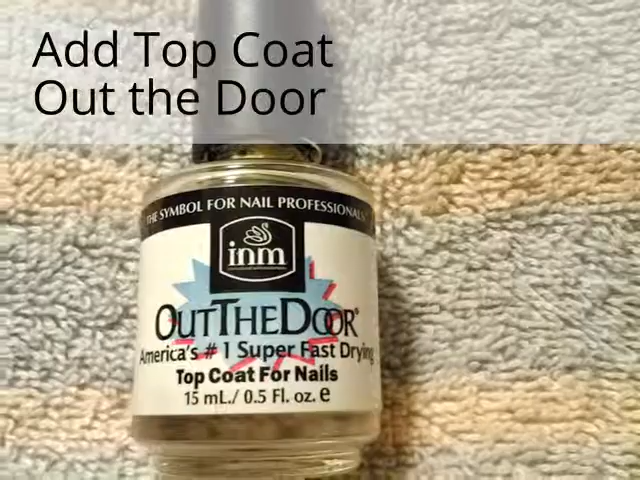 Add Top Coat
Out the Door
THE SYMBOL FOR NAIL PROFESSIONALS
inm
OUTTHEDOOR®
America's # 1 Super Fast Drying
Top Coat For Nails
15 mL./ 0.5 Fl. oz. e